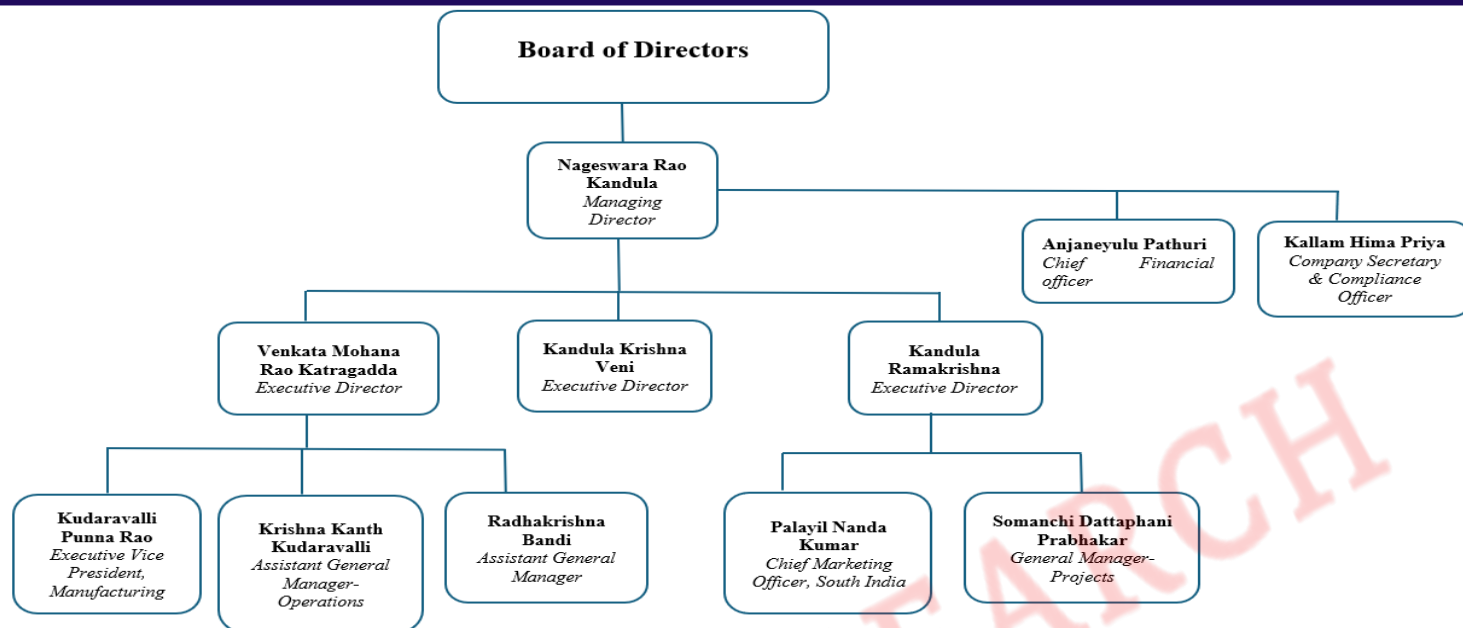 Board of Directors
Nageswara Rao
Kandula
Managing
Director
Anjaneyulu Pathuri
Chief Financial
officer
Kallam Hima Priya
Company Secretary
& Compliance
Officer
Venkata Mohana
Rao Katragadda
Executive Director
Kandula Krishna
Veni
Executive Director
Kandula
Ramakrishna
Executive Director
Kudaravalli
Punna Rao
Executive Vice
President,
Manufacturing
Krishna Kanth
Kudaravalli
Assistant General
Manager-
Operations
Radhakrishna
Bandi
Assistant General
Manager
Palayil Nanda
Kumar
Chief Marketing
Officer, South India
Somanchi Dattaphani
Prabhakar
General Manager-
Projects